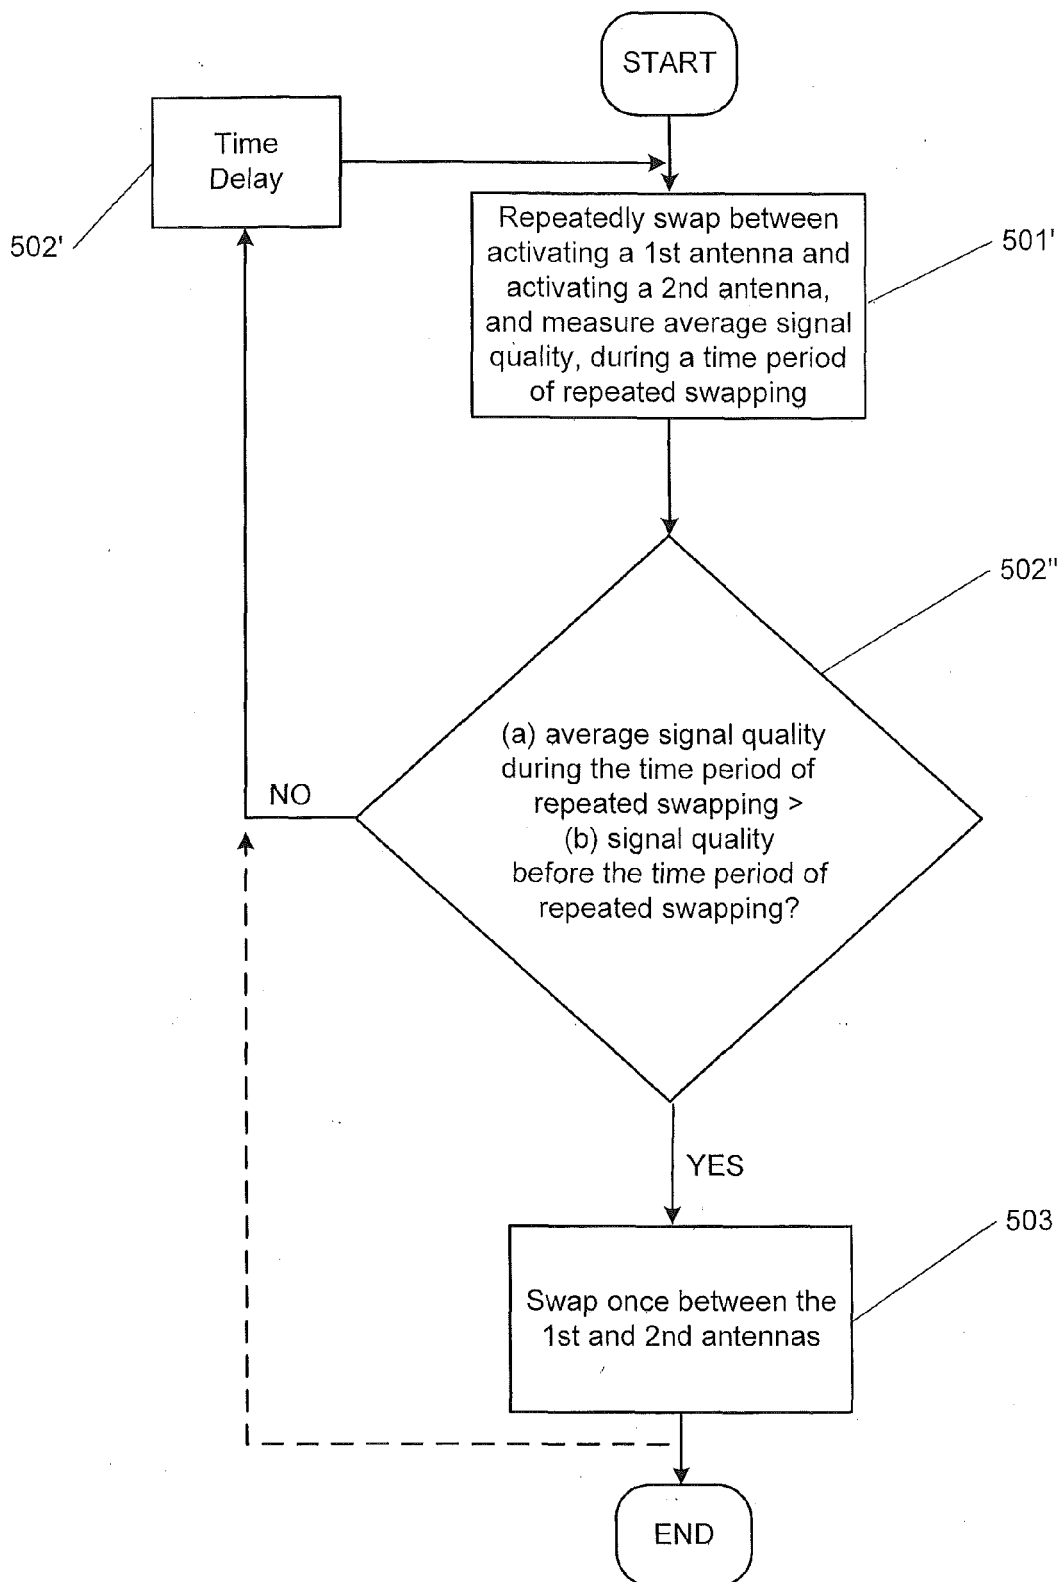 START
Time
Delay
502'
Repeatedly swap between
activating a 1st antenna and
activating a 2nd antenna,
and measure average signal
quality, during a time period
of repeated swapping
501'
502"
(a) average signal quality
during the time period of
repeated swapping >
(b) signal quality
before the time period of
repeated swapping?
NO
YES
503
Swap once between the
1st and 2nd antennas
END